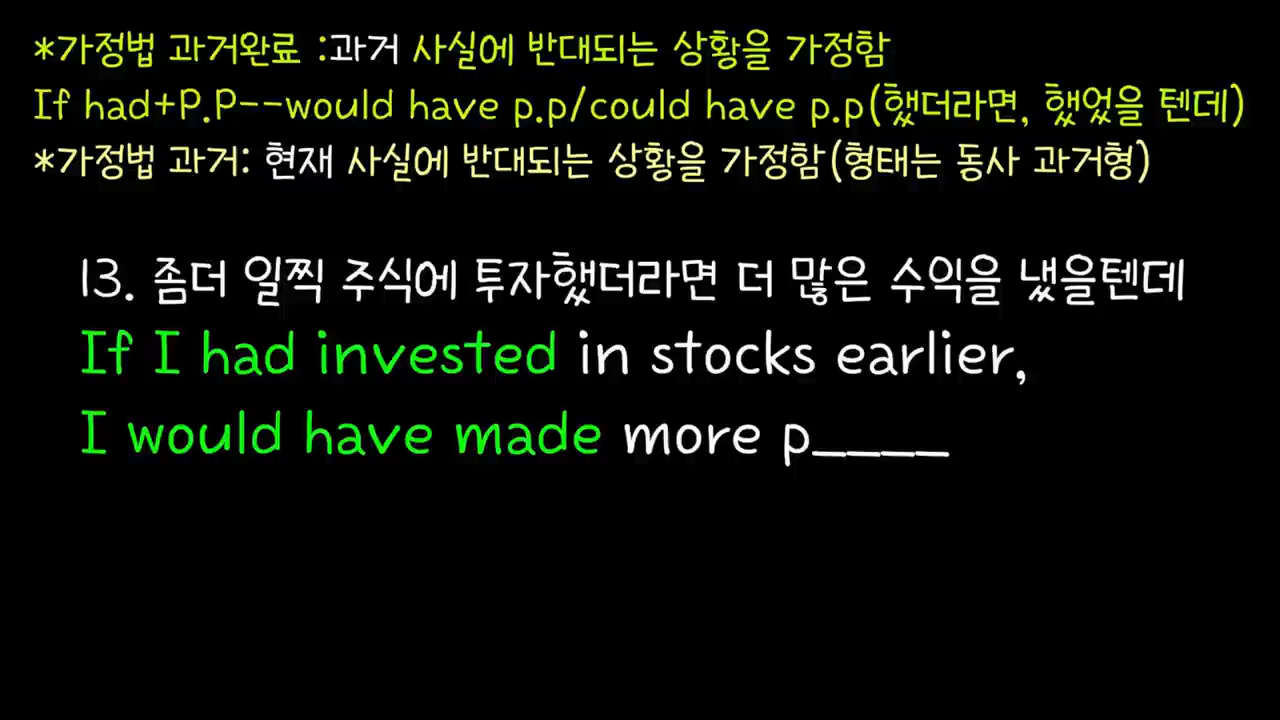 *가정법 과거완료 :과거 사실에 반대되는 상황을 가정함
If had+P.P--would have p.p/could have p.p(했더라면, 했었을 텐데)
*가정법 과거: 현재 사실에 반대되는 상황을 가정함(형태는 동사 과거형)
13. 좀더 일찍 주식에 투자했더라면 더 많은 수익을 냈을텐데
If I had invested in stocks earlier,
I would have made more p____